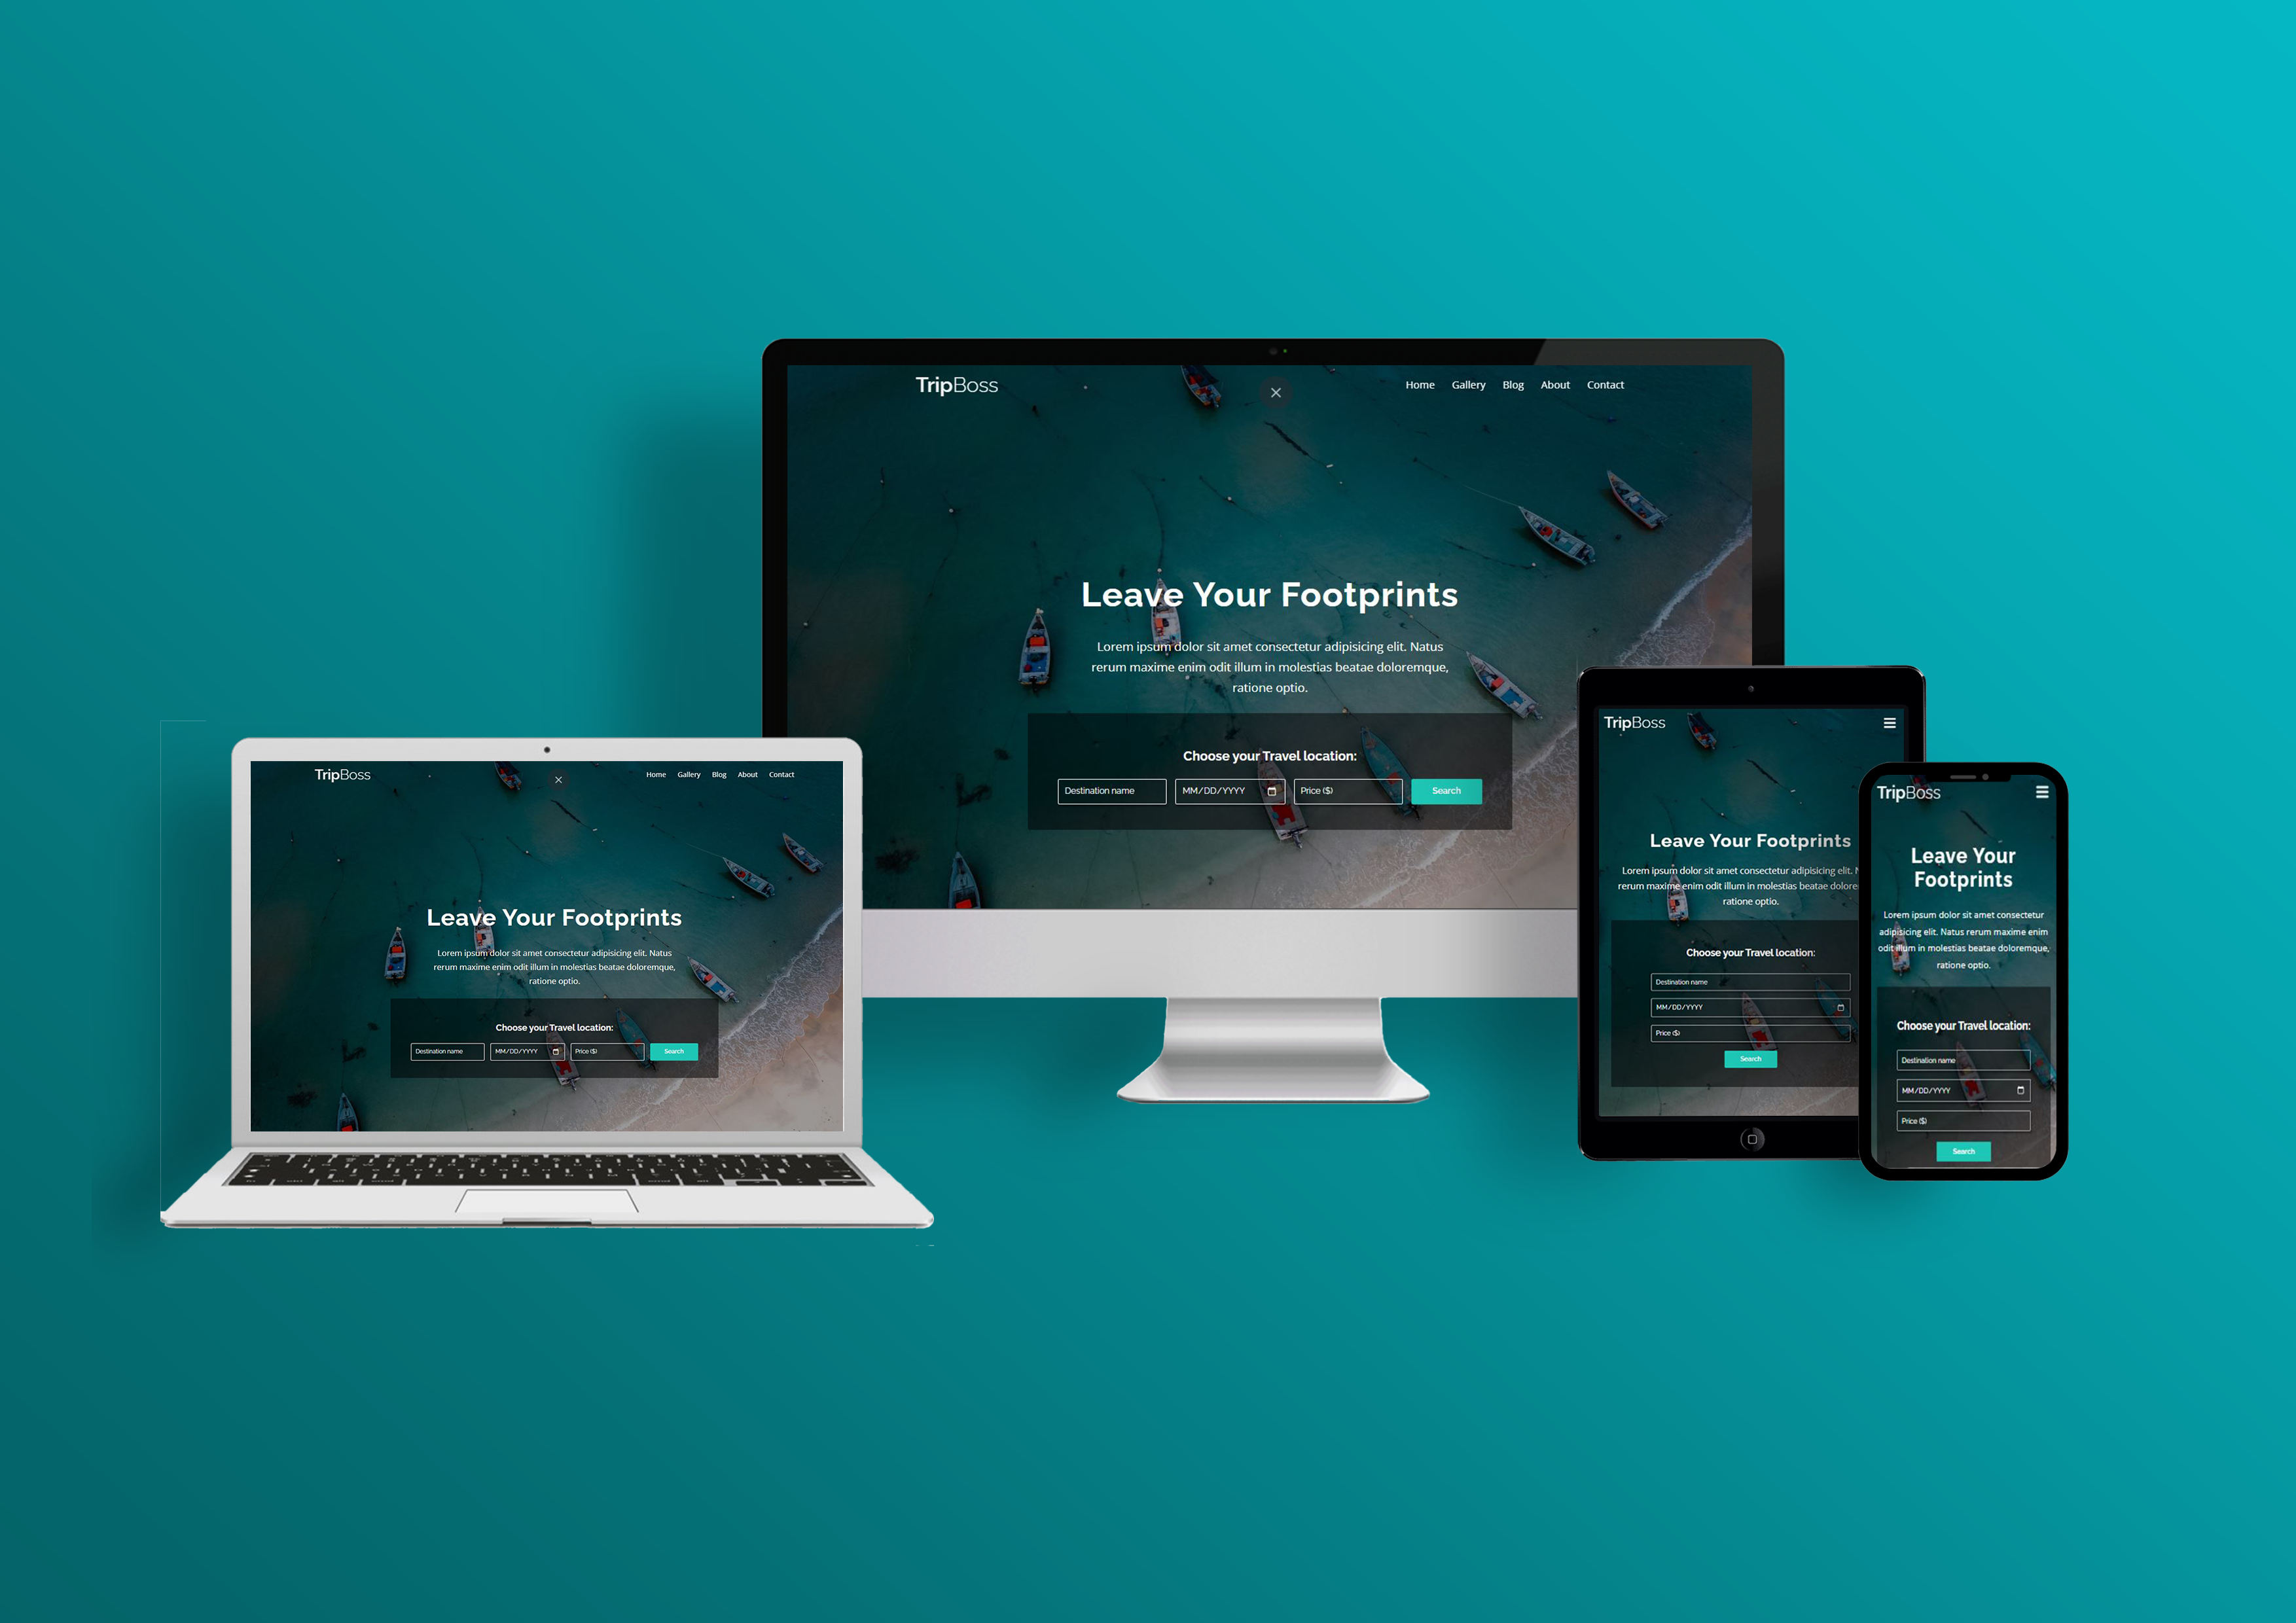 TripBoss
Home Gallery Blog About Contact
Leave Your Footprints
Lorem ipsum dolor sit amet consectetur adipisicing elit. Natus
rerum maxime enim odit illum in molestias beatae doloremque,
ratione optio.
Choose your Travel location:
Destination name MM/DD/YYYY Price ($) Search
TripBoss
Home Gallery Blog About Contact
Leave Your Footprints
Lorem ipsum dolor sit amet consectetur adipisicing elit. Natus
rerum maxime enim odit illum in molestias beatae doloremque,
ratione optio.
Choose your Travel location:
Destination name MM/DD/YYYY Price ($) Search
TripBoss
Leave Your Footprints
Lorem ipsum dolor sit amet consectetur adipisicing elit.
rerum maxime enim odit illum in molestias beatae
ratione optio.
Choose your Travel location:
Destination name
MM/DD/YYYY
Price ($)
Search
TripBoss
Leave Your
Footprints
Lorem ipsum dolor sit amet consectetur
adipisicing elit. Natus rerum maxime enim
odit illum in molestias beatae doloremque,
ratione optio.
Choose your Travel location:
Destination name
MM/DD/YYYY
Price ($)
Search